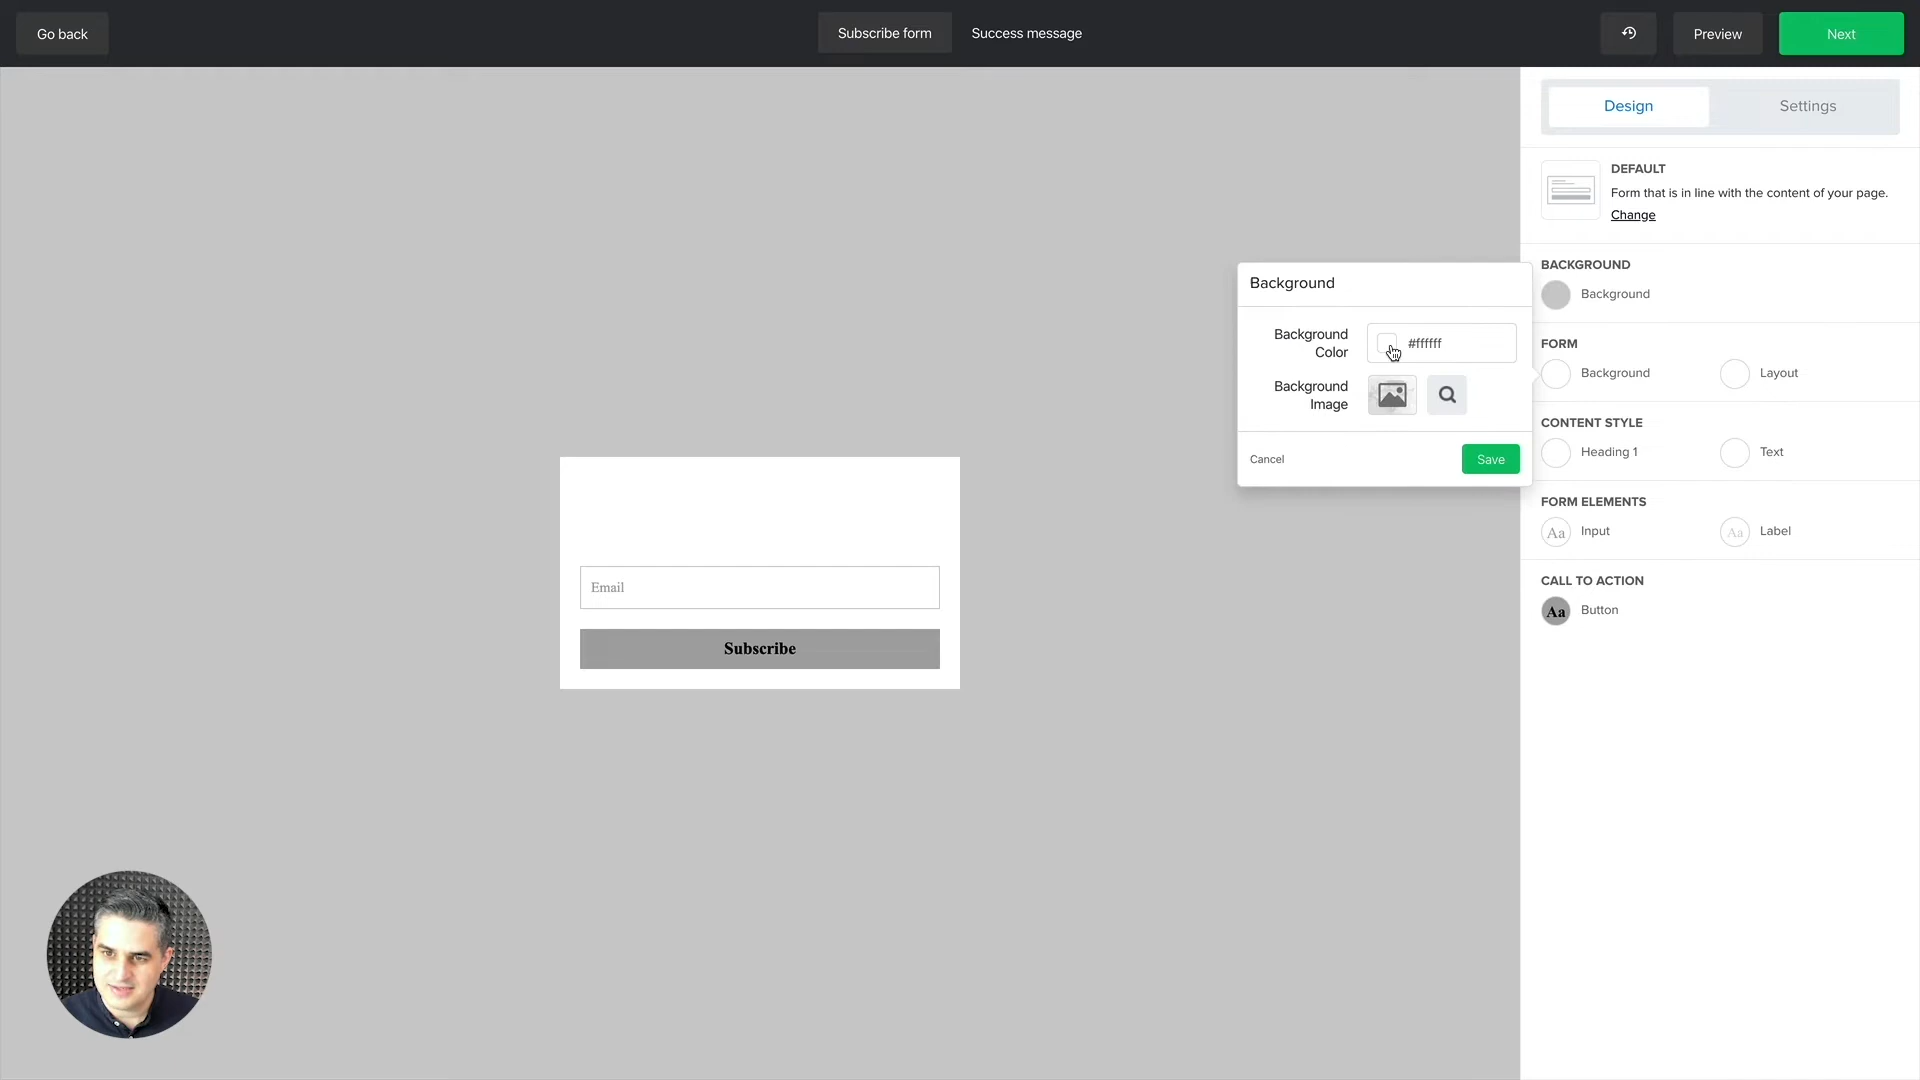 Go back
Subscribe form
Success message
Preview
Next
Design
Settings
DEFAULT
Form that is in line with the content of your page.
Change
BACKGROUND
Background
FORM
Background
Layout
CONTENT STYLE
Heading 1
Text
FORM ELEMENTS
Aa
Input
Aa
Label
CALL TO ACTION
Aa
Button
Background
Background
Color
#ffffff
Background
Image
Cancel
Save
Email
Subscribe